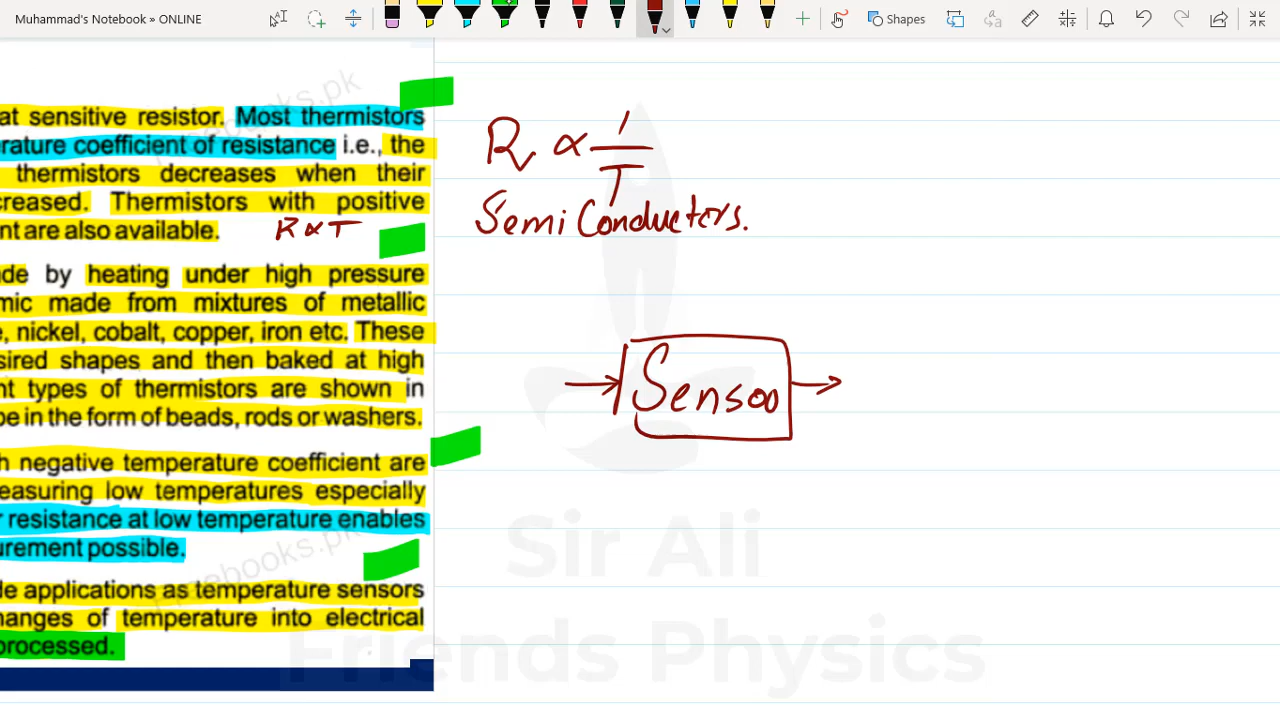 Muhammad's Notebook » ONLINE
Shapes
at sensitive resistor. Most thermistors
rature coefficient of resistance i.e., the
thermistors decreases when their
creased. Thermistors with positive
nt are also available.
R ∝ T
ade by heating under high pressure
mic made from mixtures of metallic
e, nickel, cobalt, copper, iron etc. These
sired shapes and then baked at high
nt types of thermistors are shown in
be in the form of beads, rods or washers.
h negative temperature coefficient are
easuring low temperatures especially
r resistance at low temperature enables
urement possible.
de applications as temperature sensors
hanges of temperature into electrical
processed.
R ∝ 1/T
Semi Conductors.
Sensoo
Sir Ali
Friends Physics